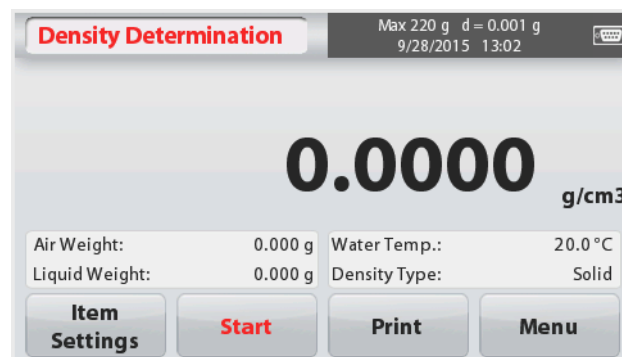 Density Determination
Max 220 g d = 0.001 g
9/28/2015 13:02
0.0000
g/cm3
Air Weight: 0.000 g
Water Temp.: 20.0 °C
Liquid Weight: 0.000 g
Density Type: Solid
Item
Settings
Start
Print
Menu